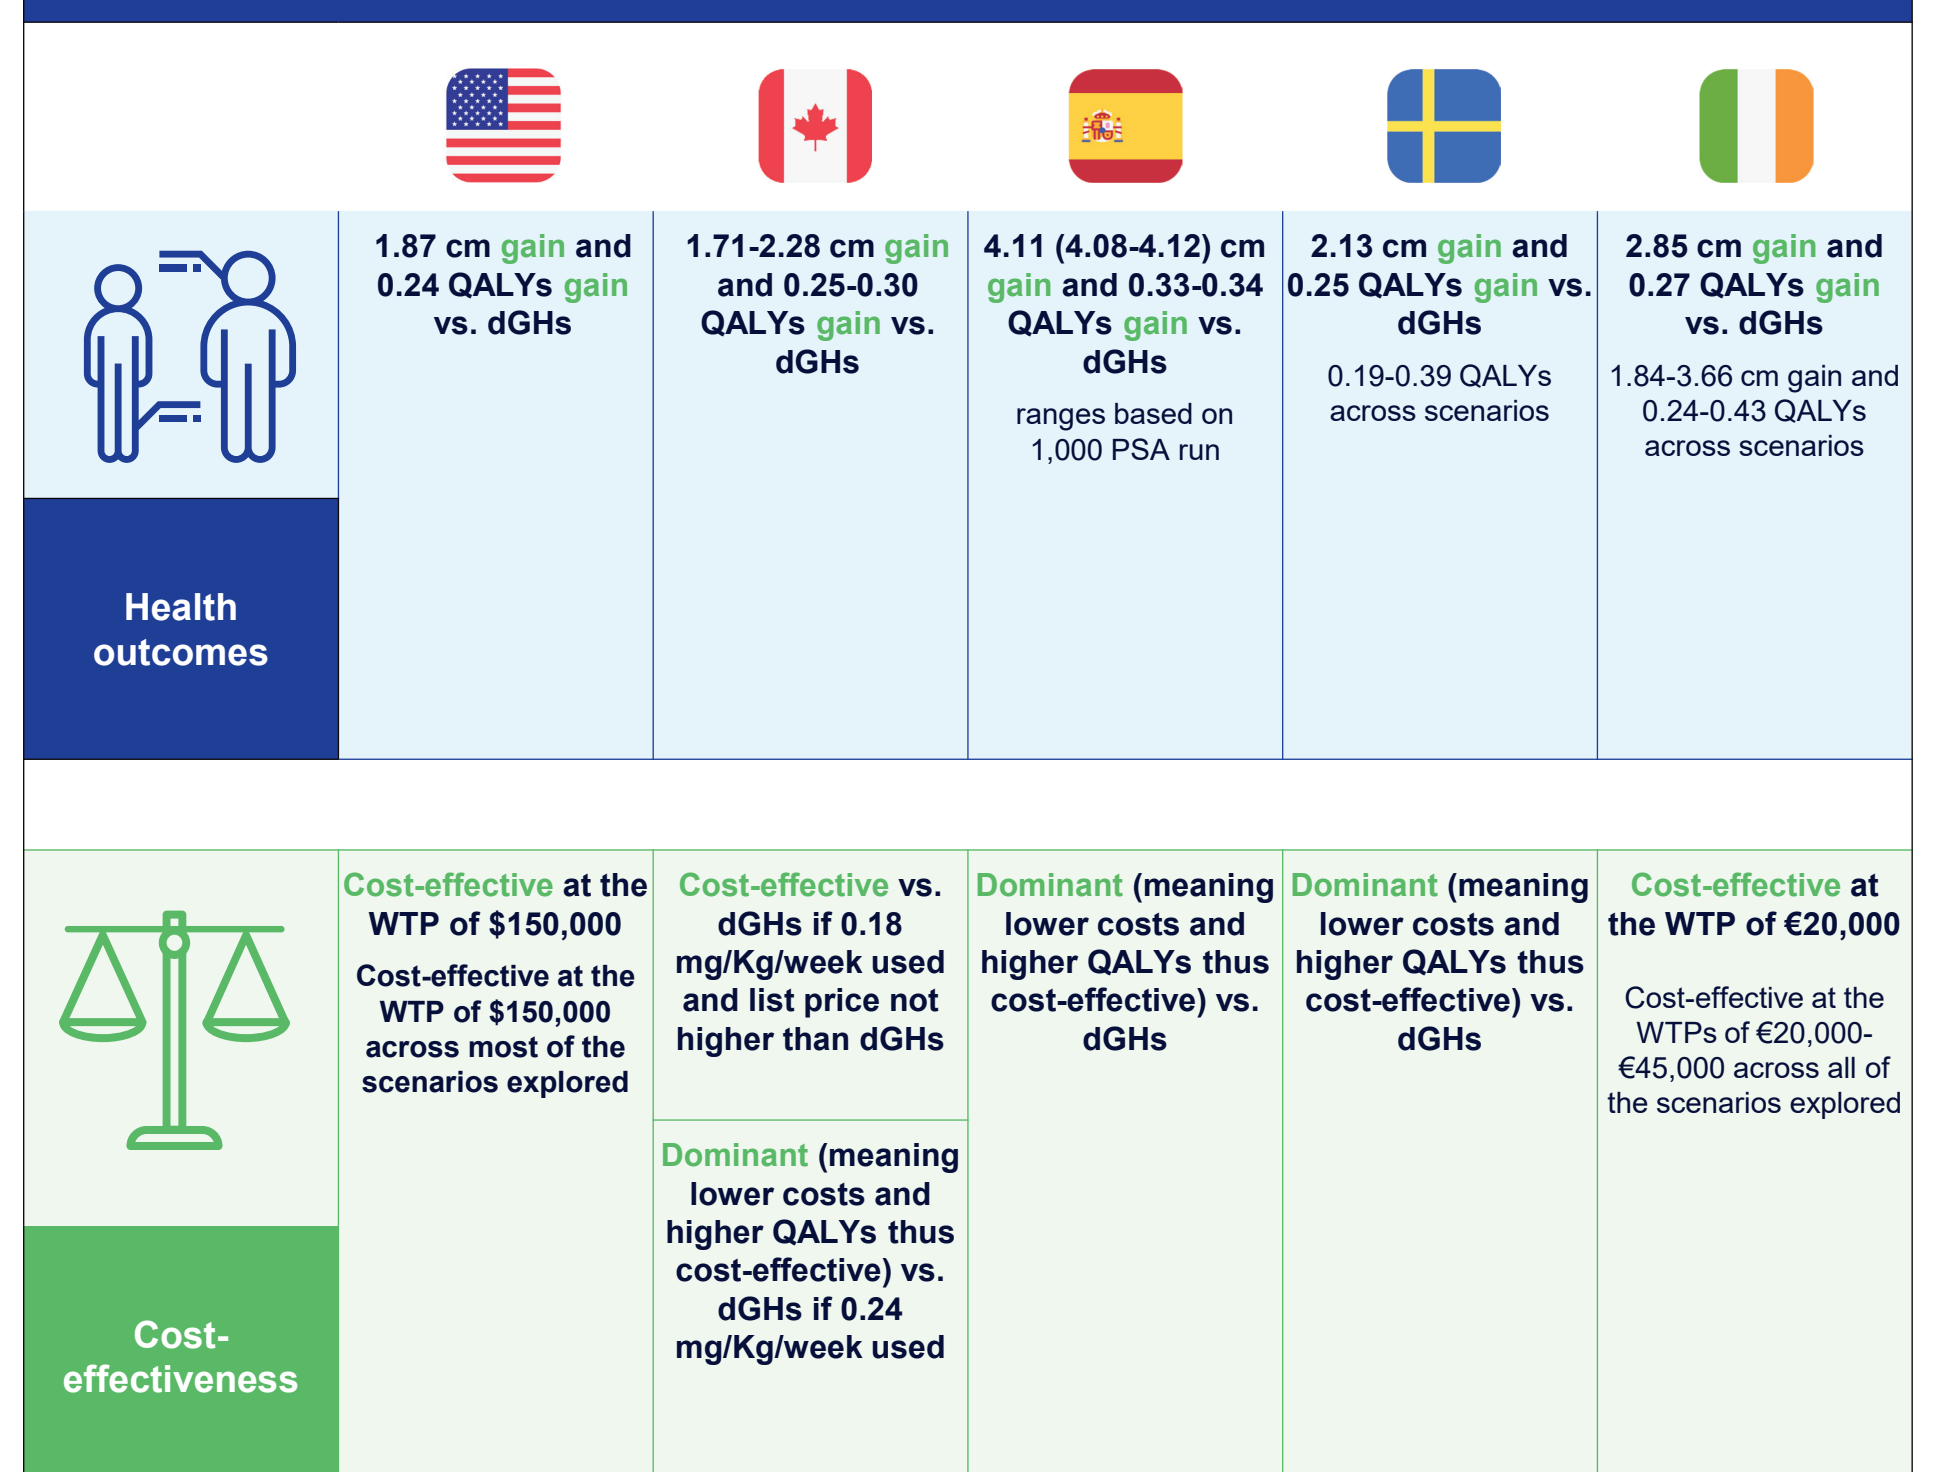 1.87 cm gain and
0.24 QALYs gain
vs. dGHs
1.71-2.28 cm gain
and 0.25-0.30
QALYs gain vs.
dGHs
4.11 (4.08-4.12) cm
gain and 0.33-0.34
QALYs gain vs.
dGHs
ranges based on
1,000 PSA run
2.13 cm gain and
0.25 QALYs gain vs.
dGHs
0.19-0.39 QALYs
across scenarios
2.85 cm gain and
0.27 QALYs gain
vs. dGHs
1.84-3.66 cm gain and
0.24-0.43 QALYs
across scenarios
Health
outcomes
Cost-effective at the
WTP of $150,000
Cost-effective at the
WTP of $150,000
across most of the
scenarios explored
Cost-effective vs.
dGHs if 0.18
mg/Kg/week used
and list price not
higher than dGHs
Dominant (meaning
lower costs and
higher QALYs thus
cost-effective) vs.
dGHs if 0.24
mg/Kg/week used
Dominant (meaning
lower costs and
higher QALYs thus
cost-effective) vs.
dGHs
Dominant (meaning
lower costs and
higher QALYs thus
cost-effective) vs.
dGHs
Cost-effective at
the WTP of €20,000
Cost-effective at the
WTPs of €20,000-
€45,000 across all of
the scenarios explored
Cost-
effectiveness